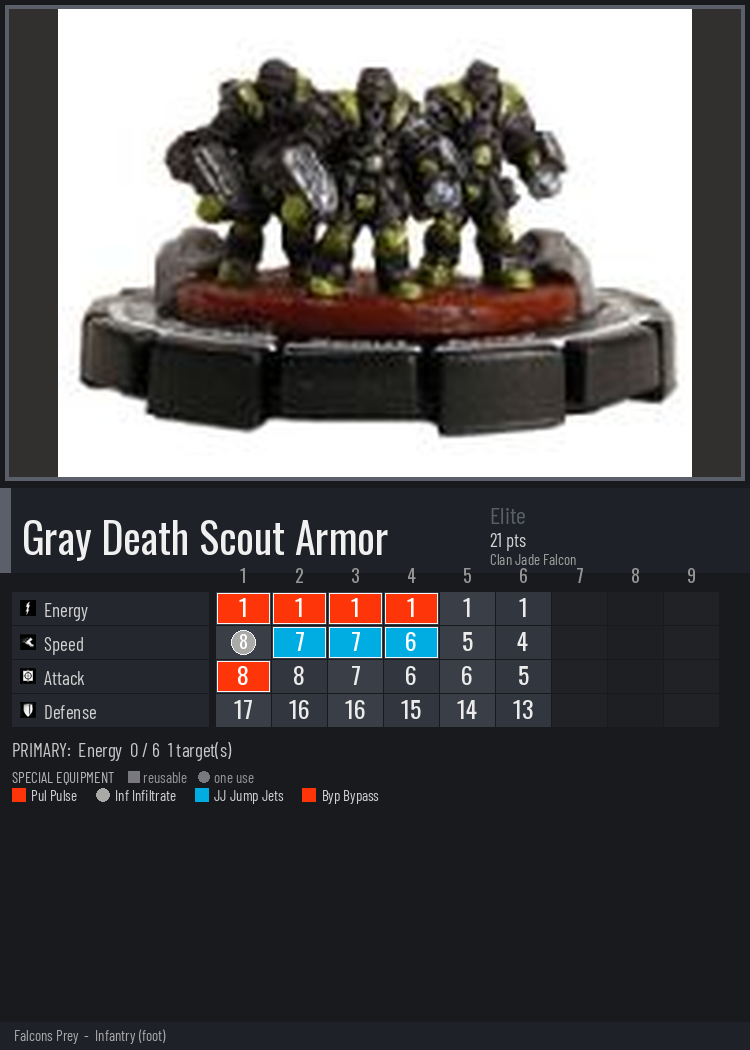 Gray Death Scout Armor
Elite
21 pts
Clan Jade Falcon
1 2 3 4 5 6 7 8 9
Energy 1 1 1 1 1 1
Speed 8 7 7 6 5 4
Attack 8 8 7 6 6 5
Defense 17 16 16 15 14 13
PRIMARY: Energy 0 / 6 1 target(s)
SPECIAL EQUIPMENT reusable one use
Pul Pulse Inf Infiltrate JJ Jump Jets Byp Bypass
Falcons Prey - Infantry (foot)